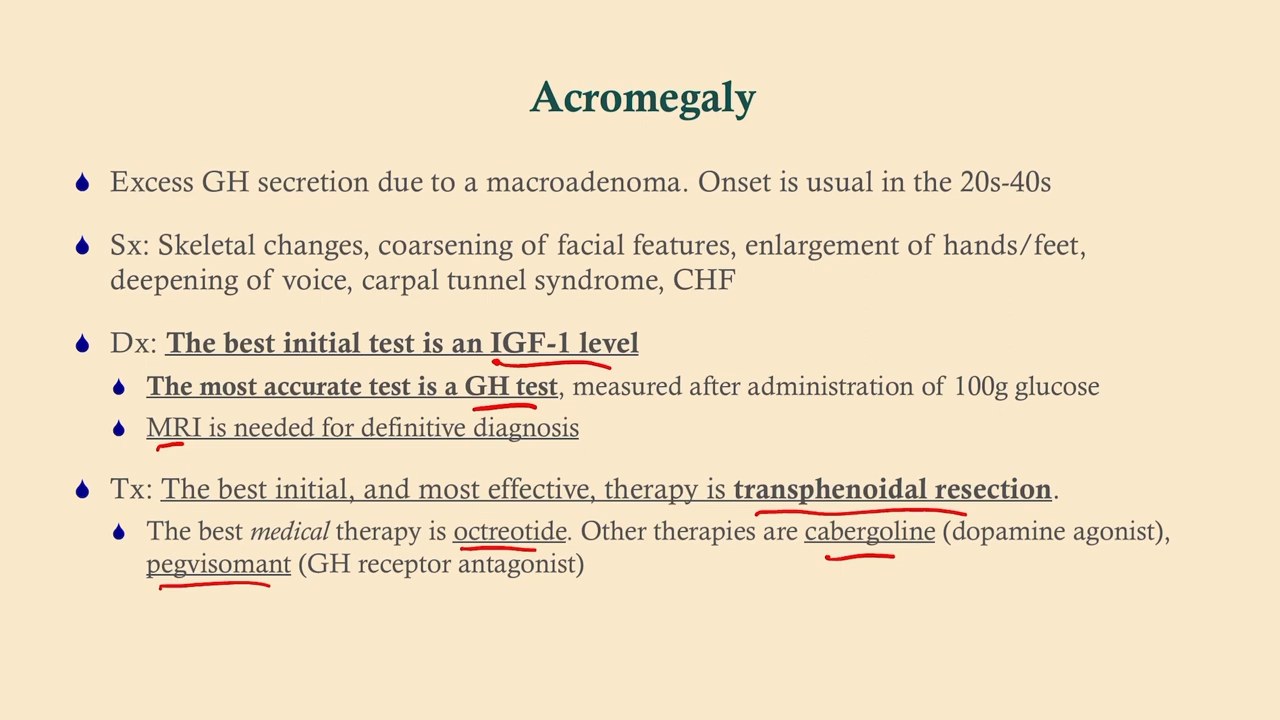 Acromegaly
Excess GH secretion due to a macroadenoma. Onset is usual in the 20s-40s
Sx: Skeletal changes, coarsening of facial features, enlargement of hands/feet,
deepening of voice, carpal tunnel syndrome, CHF
Dx: The best initial test is an IGF-1 level
The most accurate test is a GH test, measured after administration of 100g glucose
MRI is needed for definitive diagnosis
Tx: The best initial, and most effective, therapy is transphenoidal resection.
The best medical therapy is octreotide. Other therapies are cabergoline (dopamine agonist),
pegvisomant (GH receptor antagonist)